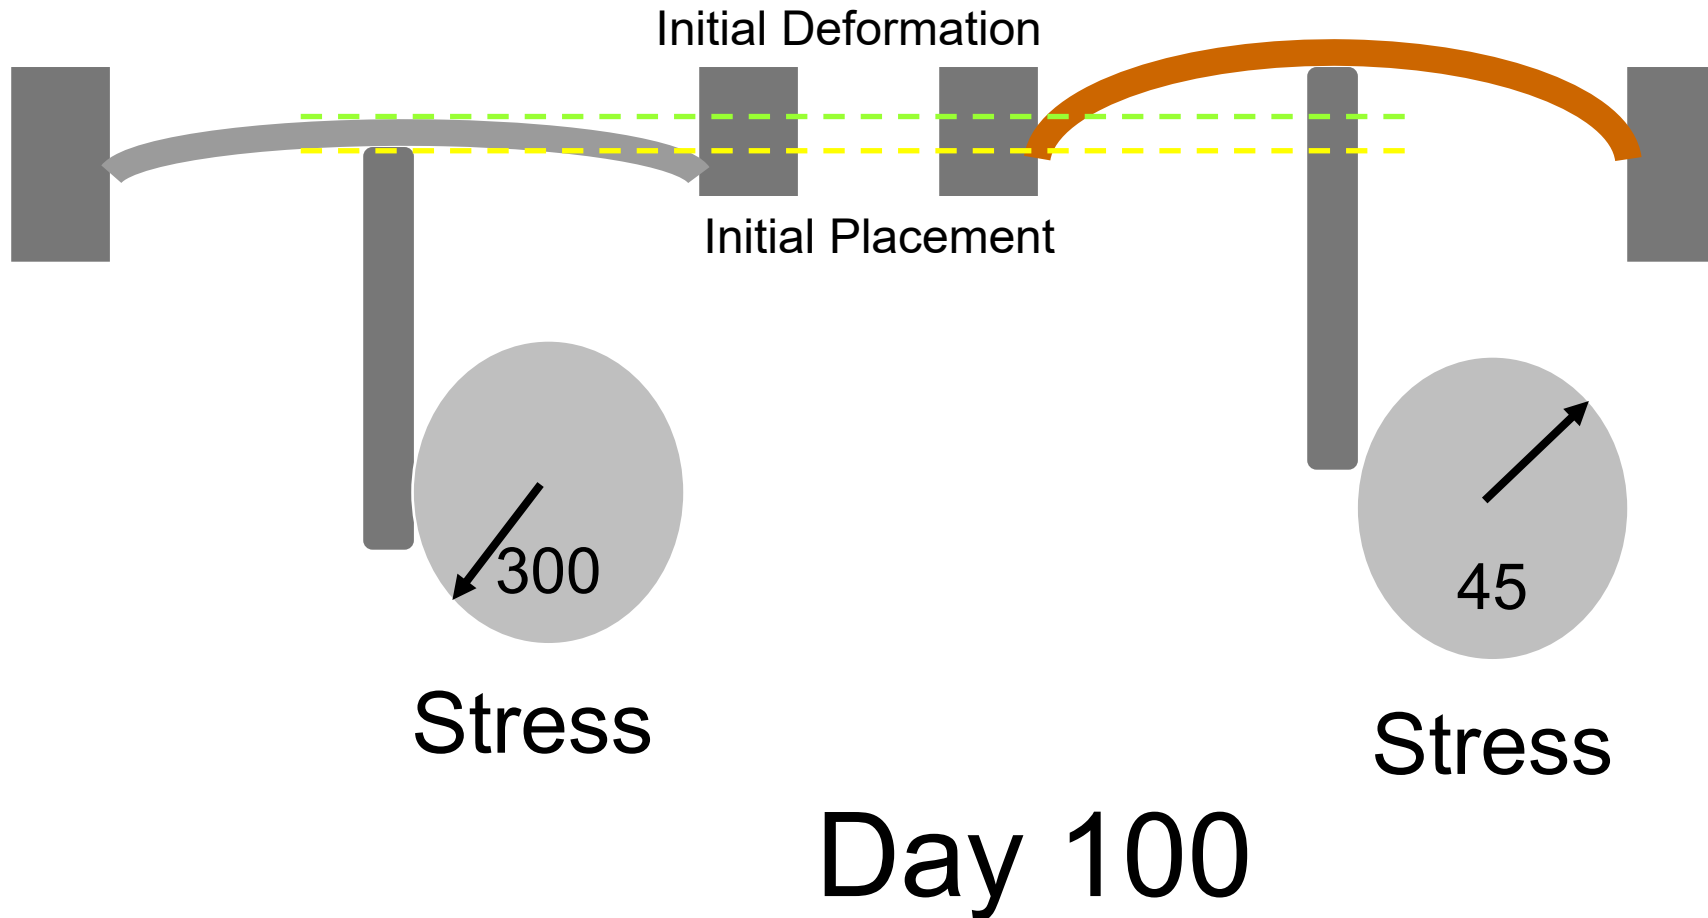 Initial Deformation
Initial Placement
300
45
Stress
Stress
Day 100